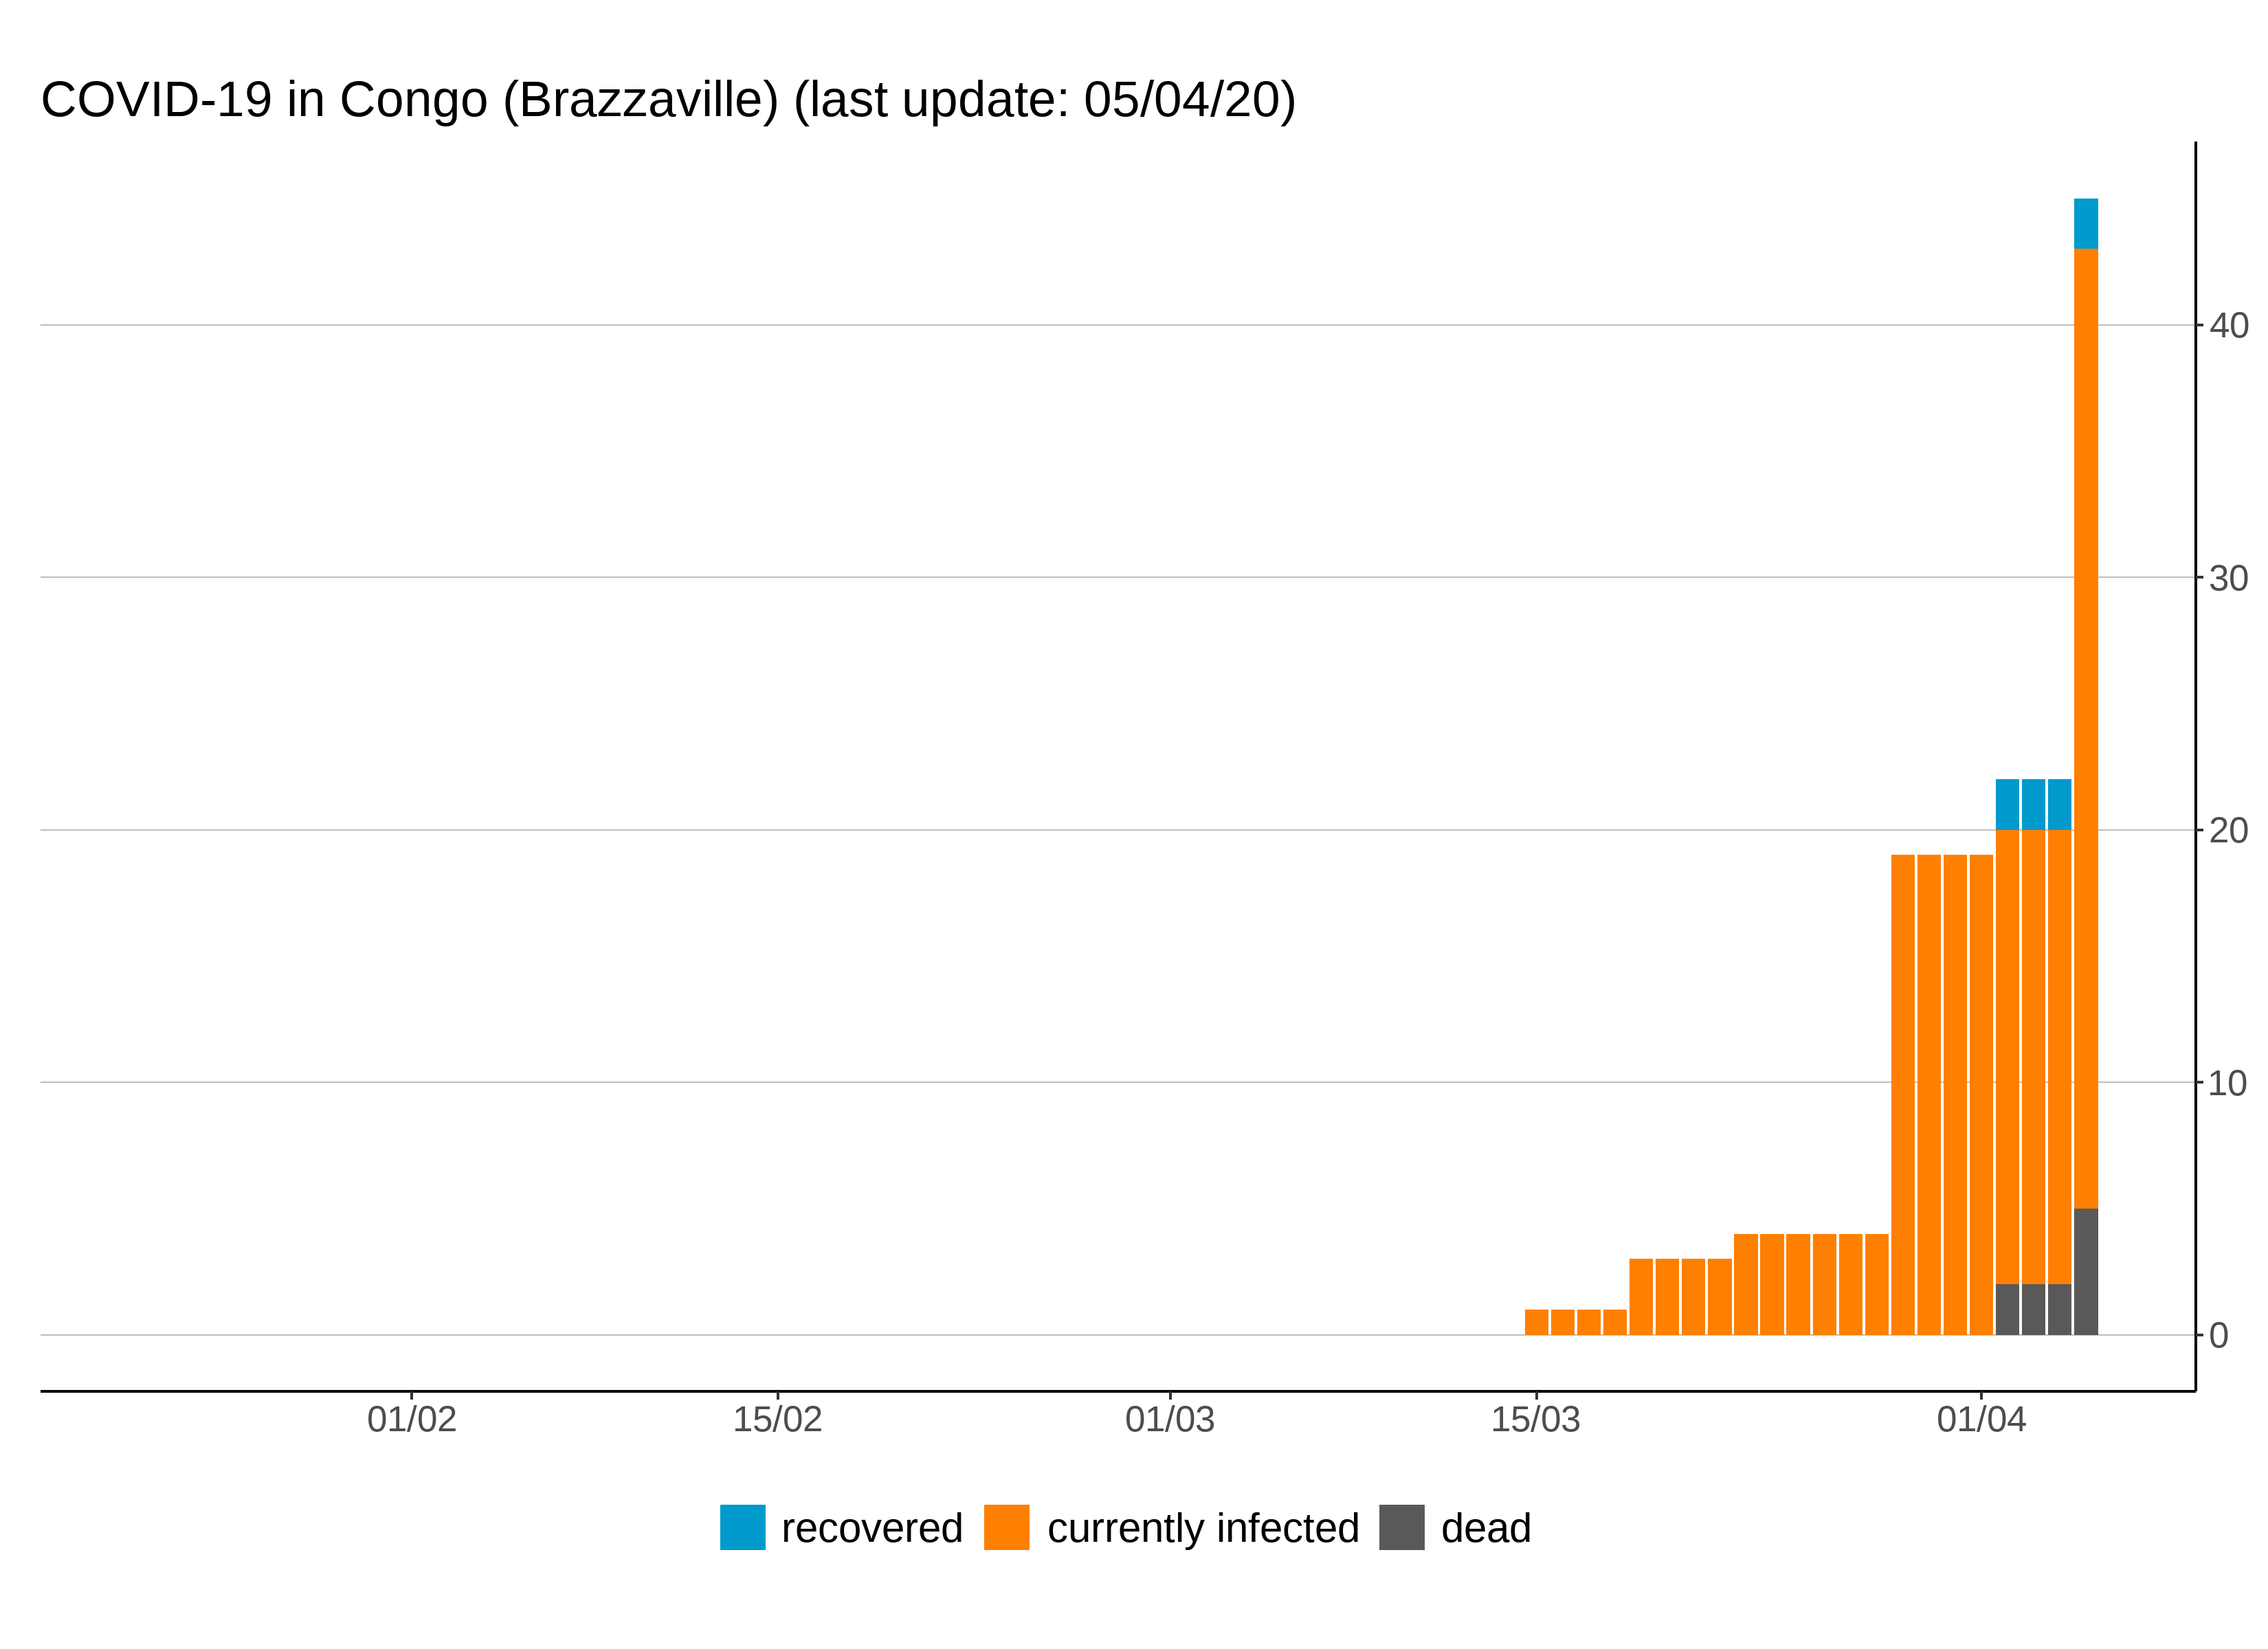 COVID-19 in Congo (Brazzaville) (last update: 05/04/20)
40
30
20
10
0
01/02 15/02 01/03 15/03 01/04
recovered currently infected dead